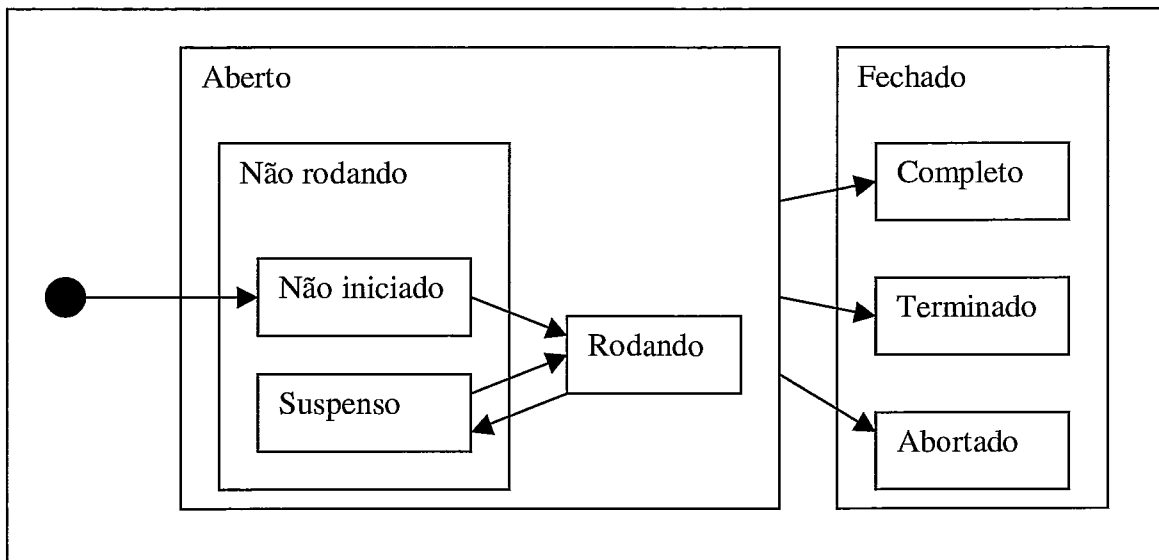 Aberto
Fechado
Não rodando
Completo
Não iniciado
Terminado
Rodando
Suspenso
Abortado